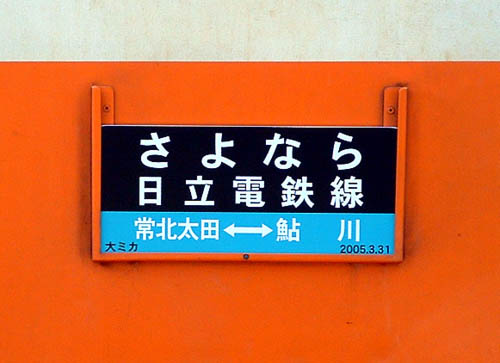 さよなら
日立電鉄線
常北太田⟷鮎川
大ミカ 2005.3.31